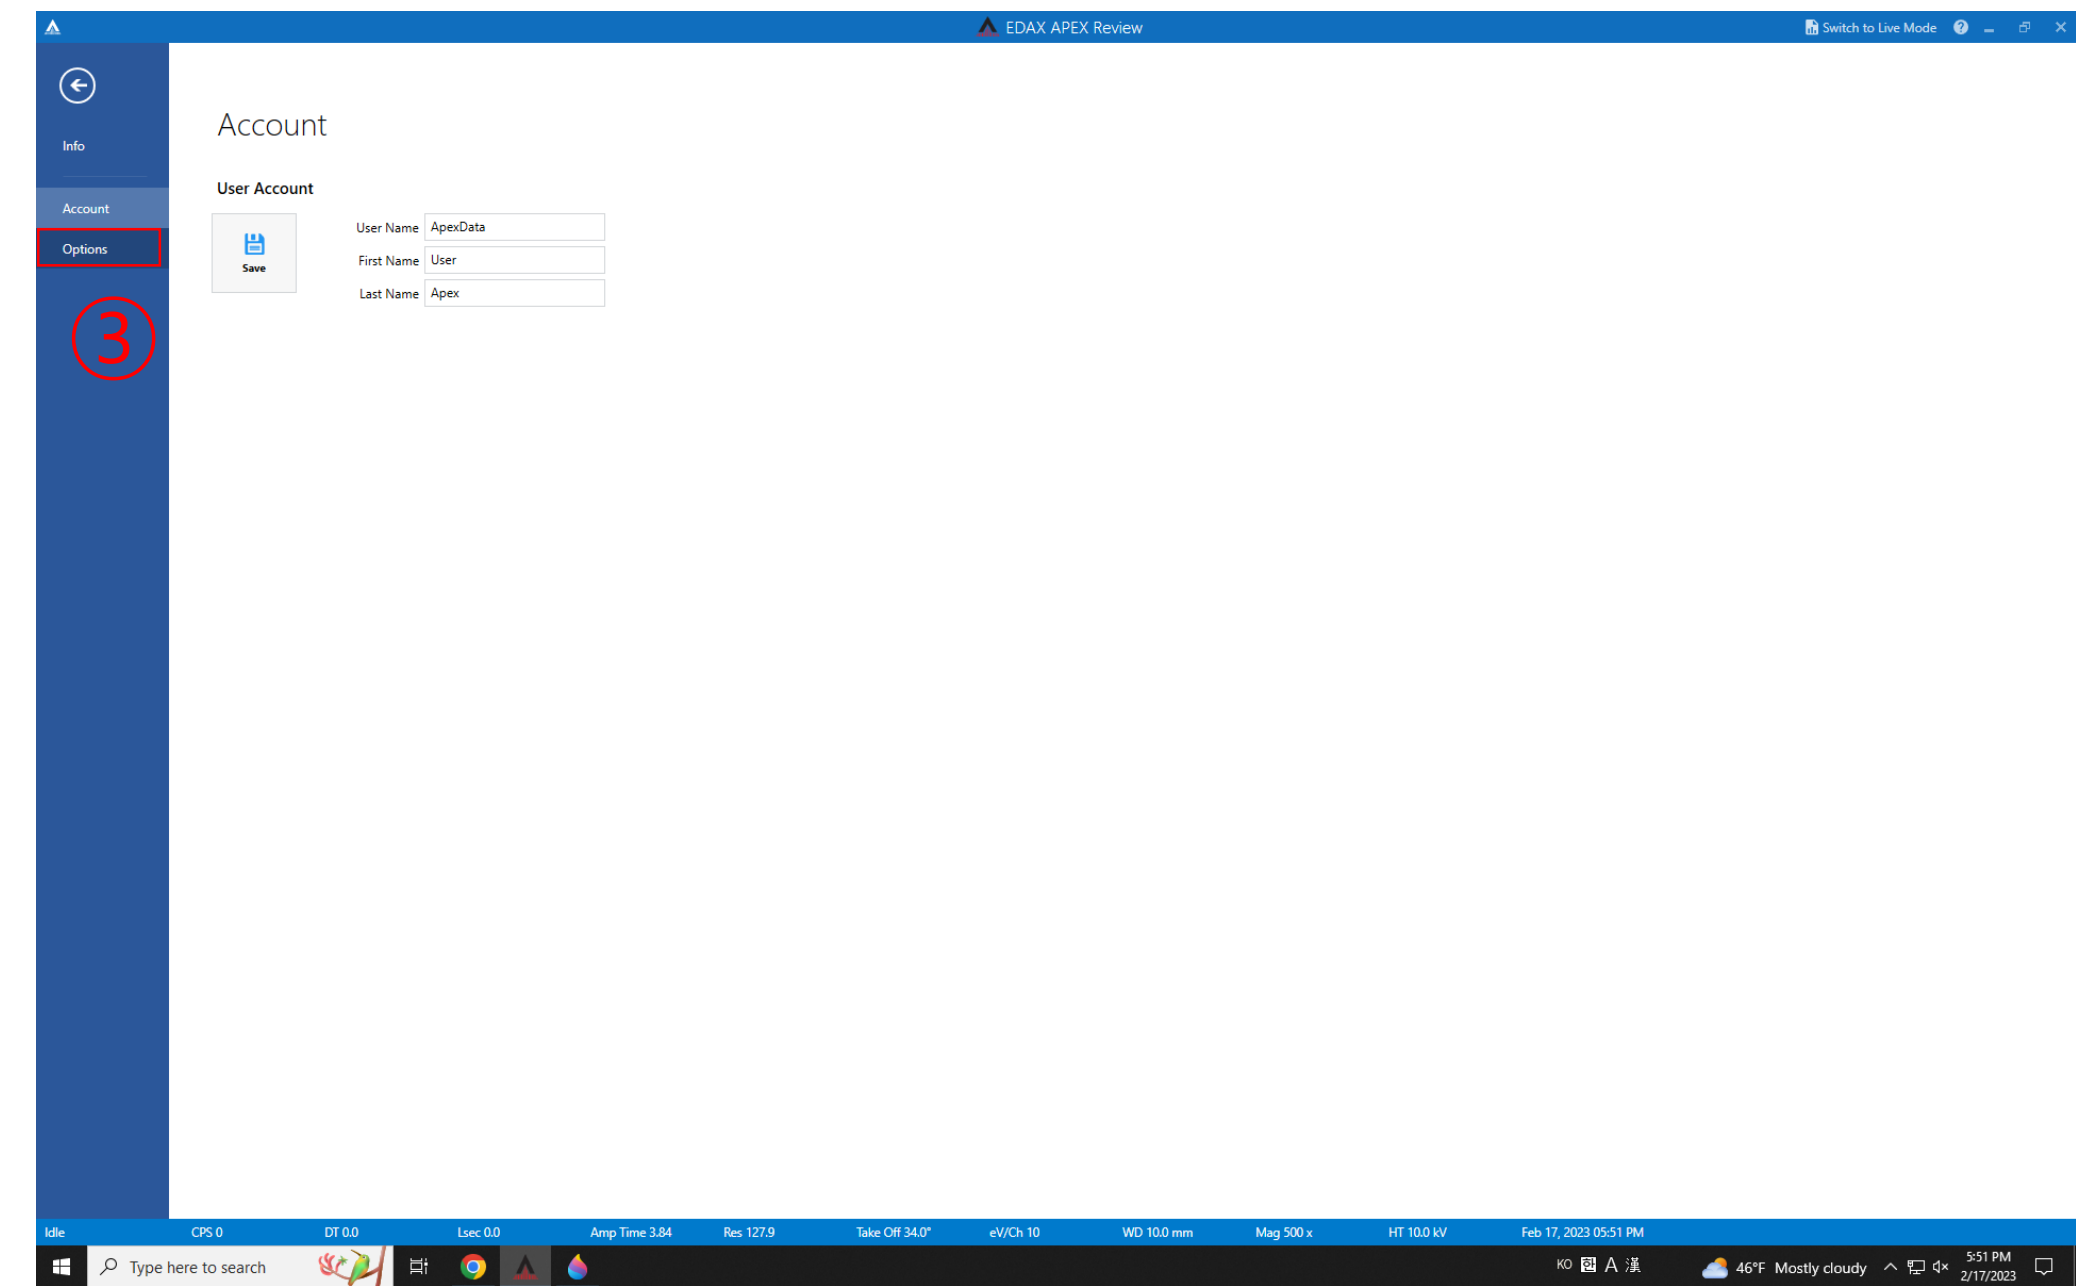 EDAX APEX Review
Switch to Live Mode
Info
Account
Options
③
Account
User Account
Save
User Name ApexData
First Name User
Last Name Apex
Idle CPS 0 DT 0.0 Lsec 0.0 Amp Time 3.84 Res 127.9 Take Off 34.0° eV/Ch 10 WD 10.0 mm Mag 500 x HT 10.0 kV Feb 17, 2023 05:51 PM
Type here to search
KO 한 A 漢
46°F Mostly cloudy
5:51 PM
2/17/2023